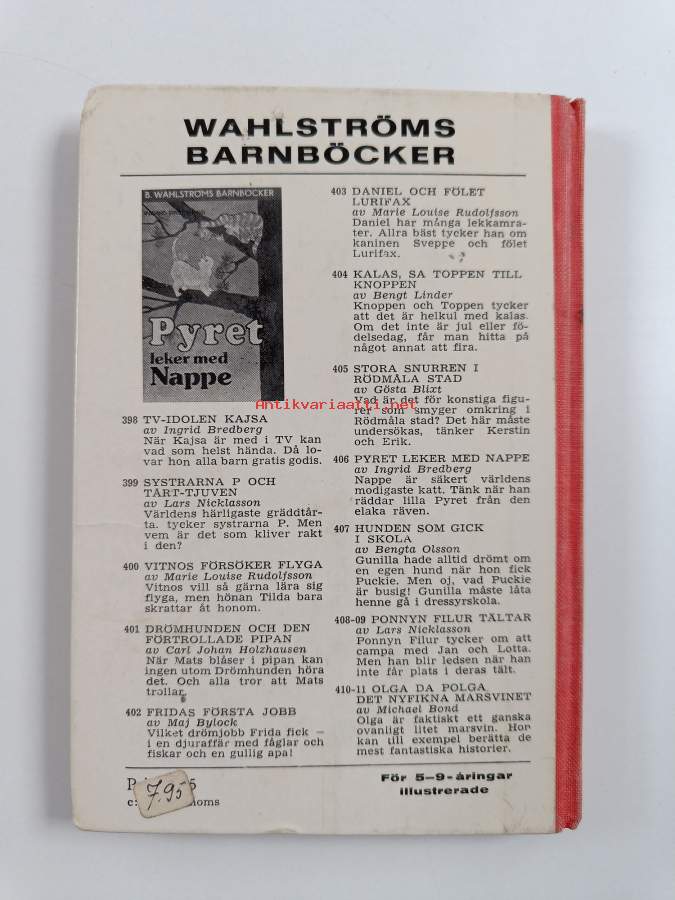 WAHLSTRÖMS
BARNBÖCKER
B. WAHLSTRÖMS BARNBÖCKER
Pyret
leker med
Nappe
398 TV-IDOLEN KAJSA
av Ingrid Bredberg
När Kajsa är med i TV kan
vad som helst hända. Då lo-
var hon alla barn gratis godis.
399 SYSTRARNA P OCH
TÅRT-TJUVEN
av Lars Nicklasson
Världens härligaste gräddtår-
ta. tycker systrarna P. Men
vem är det som kliver rakt
i den?
400 VITNOS FÖRSÖKER FLYGA
av Marie Louise Rudolfsson
Vitnos vill så gärna lära sig
flyga, men hönan Tilda bara
skrattar åt honom.
401 DRÖMHUNDEN OCH DEN
FÖRTROLLADE PIPAN
av Carl Johan Holzhausen
När Mats blåser i pipan kan
ingen utom Drömhunden höra
det. Och alla tror att Mats
trollar.
402 FRIDAS FÖRSTA JOBB
av Maj Bylock
Vilket drömjobb Frida fick –
i en djuraffär med fåglar och
fiskar och en gullig apa!
403 DANIEL OCH FÖLET
LURIFAX
av Marie Louise Rudolfsson
Daniel har många lekkamra-
ter. Allra bäst tycker han om
kaninen Sveppe och fölet
Lurifax.
404 KALAS, SA TOPPEN TILL
KNOPPEN
av Bengt Linder
Knoppen och Toppen tycker
att det är helkul med kalas.
Om det inte är jul eller fö-
delsedag, får man hitta på
något annat att fira.
405 STORA SNURREN I
RÖDMÅLA STAD
av Gösta Blixt
Vad är det för konstiga figu-
rer som smyger omkring i
Rödmåla stad? Det här måste
undersökas, tänker Kerstin
och Erik.
406 PYRET LEKER MED NAPPE
av Ingrid Bredberg
Nappe är säkert världens
modigaste katt. Tänk när han
räddar lilla Pyret från den
elaka räven.
407 HUNDEN SOM GICK
I SKOLA
av Bengta Olsson
Gunilla hade alltid drömt om
en egen hund när hon fick
Puckie. Men oj, vad Puckie
är busig! Gunilla måste låta
henne gå i dressyrskola.
408-09 PONNYN FILUR TÄLTAR
av Lars Nicklasson
Ponnyn Filur tycker om att
campa med Jan och Lotta.
Men han blir ledsen när han
inte får plats i deras tält.
410-11 OLGA DA POLGA
DET NYFIKNA MARSVINET
av Michael Bond
Olga är faktiskt ett ganska
ovanligt litet marsvin. Hon
kan till exempel berätta de
mest fantastiska historier.
Antikvariaatti.net
7.95
moms
För 5–9-åringar
illustrerade